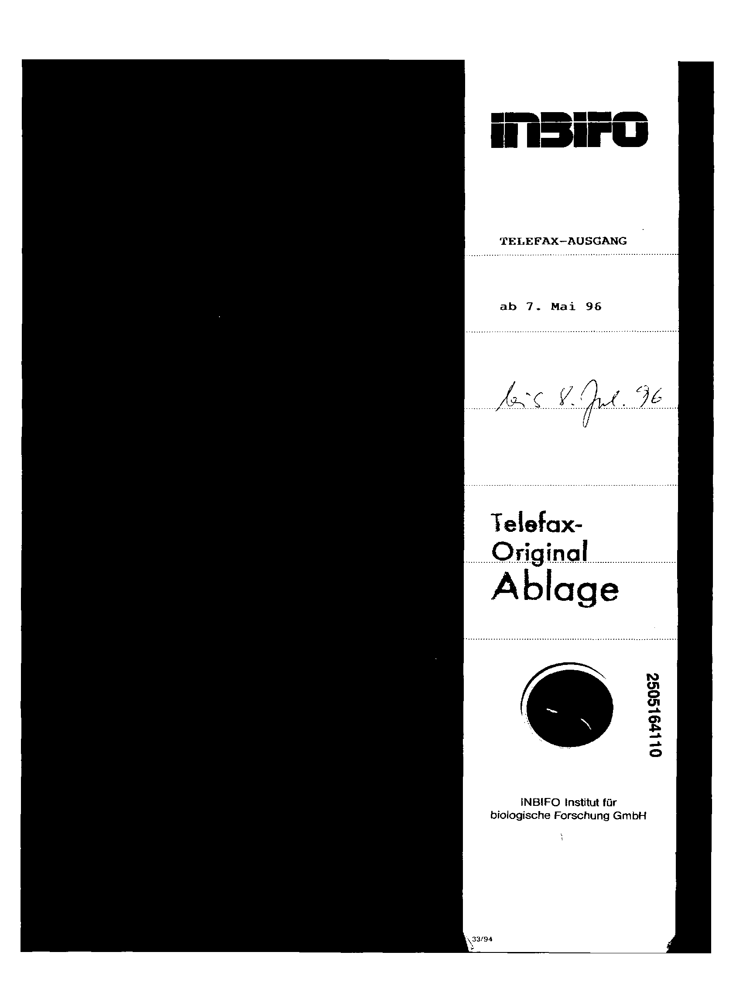 INBIFO
TELEFAX-AUSGANG
ab 7. Mai 96
bis 8. Jul. 96
Telefax-
Original
Ablage
2505164110
INBIFO Institut für
biologische Forschung GmbH
33/94